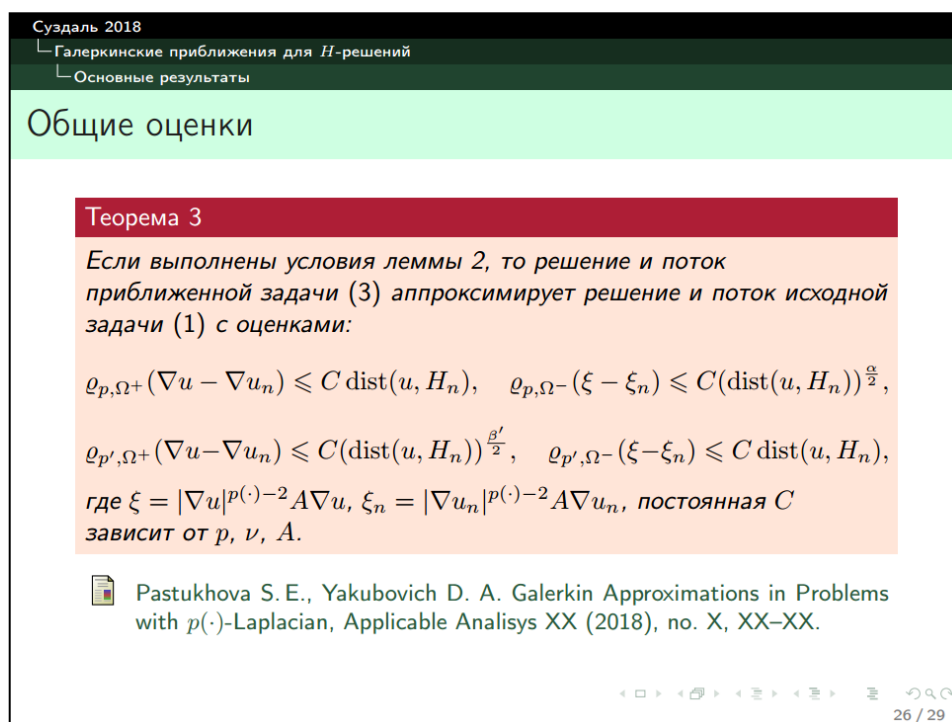 Суздаль 2018
Галеркинские приближения для H-решений
Основные результаты
Общие оценки
Теорема 3
Если выполнены условия леммы 2, то решение и поток
приближенной задачи (3) аппроксимирует решение и поток исходной
задачи (1) с оценками:
ϱ_{p,Ω⁺}(∇u − ∇u_n) ⩽ C dist(u, H_n), ϱ_{p,Ω⁻}(ξ − ξ_n) ⩽ C(dist(u, H_n))^{α/2},
ϱ_{p′,Ω⁺}(∇u−∇u_n) ⩽ C(dist(u, H_n))^{β′/2}, ϱ_{p′,Ω⁻}(ξ−ξ_n) ⩽ C dist(u, H_n),
где ξ = |∇u|^{p(·)−2}A∇u, ξ_n = |∇u_n|^{p(·)−2}A∇u_n, постоянная C
зависит от p, ν, A.
Pastukhova S. E., Yakubovich D. A. Galerkin Approximations in Problems
with p(·)-Laplacian, Applicable Analisys XX (2018), no. X, XX–XX.
26 / 29